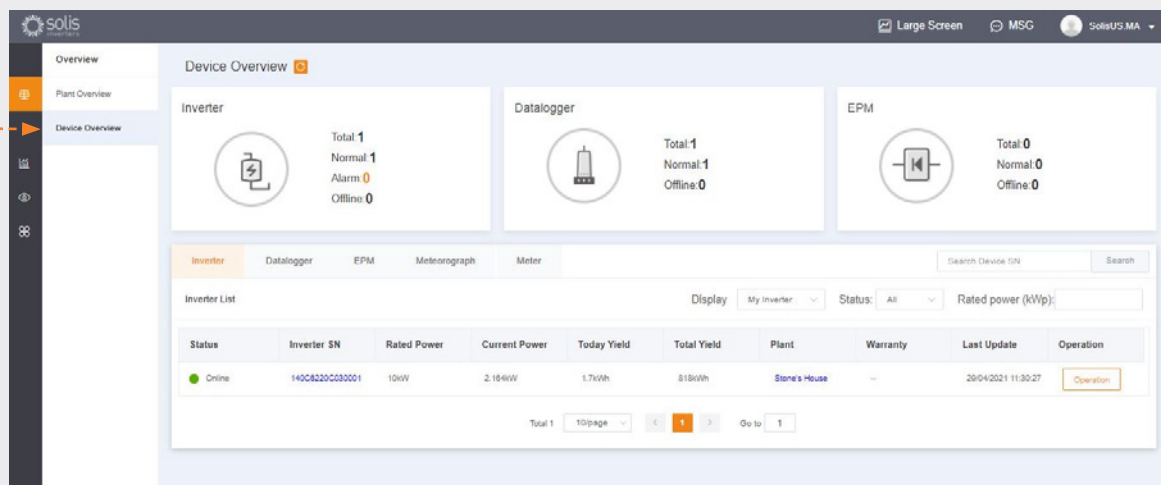 solis
inverters
Large Screen
MSG
SolisUS.MA
Overview
Plant Overview
Device Overview
Device Overview
Inverter
Total:1
Normal:1
Alarm:0
Offline:0
Datalogger
Total:1
Normal:1
Offline:0
EPM
Total:0
Normal:0
Offline:0
Inverter Datalogger EPM Meteorograph Meter
Search Device SN Search
Inverter List Display My Inverter Status: All Rated power (kWp):
Status Inverter SN Rated Power Current Power Today Yield Total Yield Plant Warranty Last Update Operation
Online 140C6220C030001 10kW 2.164kW 1.7kWh 818kWh Stone's House -- 29/04/2021 11:30:27 Operation
Total 1 10/page < 1 > Go to 1